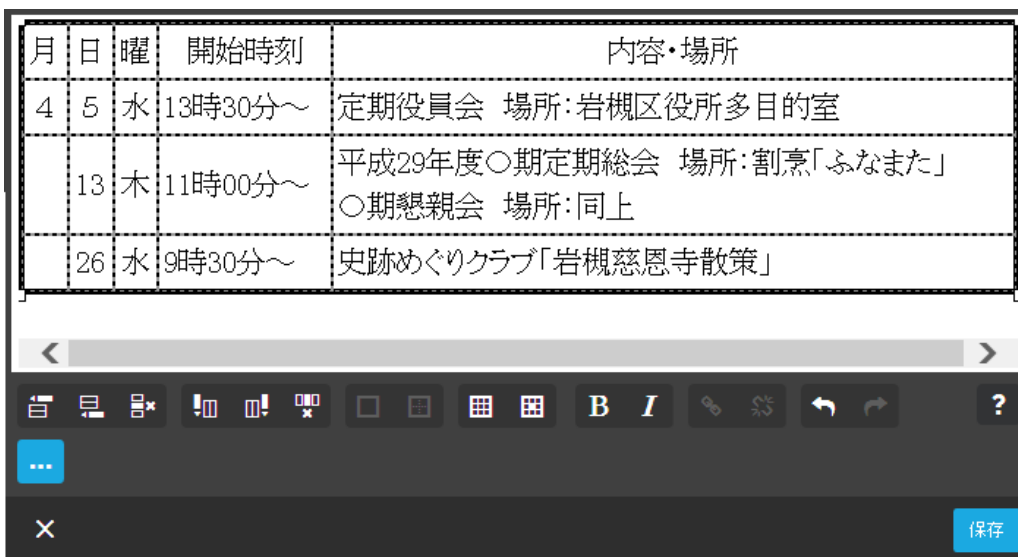 月 日 曜 開始時刻 内容・場所
4 5 水 13時30分～ 定期役員会 場所:岩槻区役所多目的室
13 木 11時00分～ 平成29年度○期定期総会 場所:割烹「ふなまた」
○期懇親会 場所:同上
26 水 9時30分～ 史跡めぐりクラブ「岩槻慈恩寺散策」
B I ?
...
保存